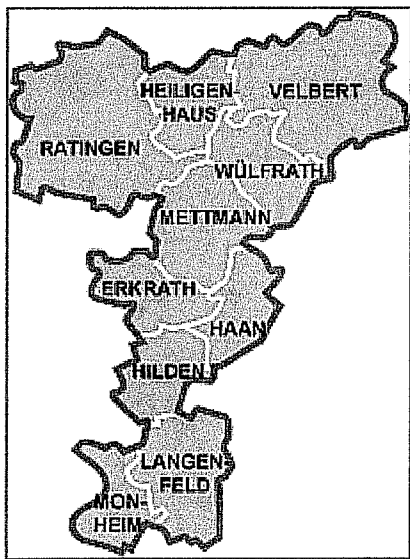 HEILIGEN
HAUS
VELBERT
RATINGEN
WÜLFRATH
METTMANN
ERKRATH
HAAN
HILDEN
LANGEN-
FELD
MON-
HEIM